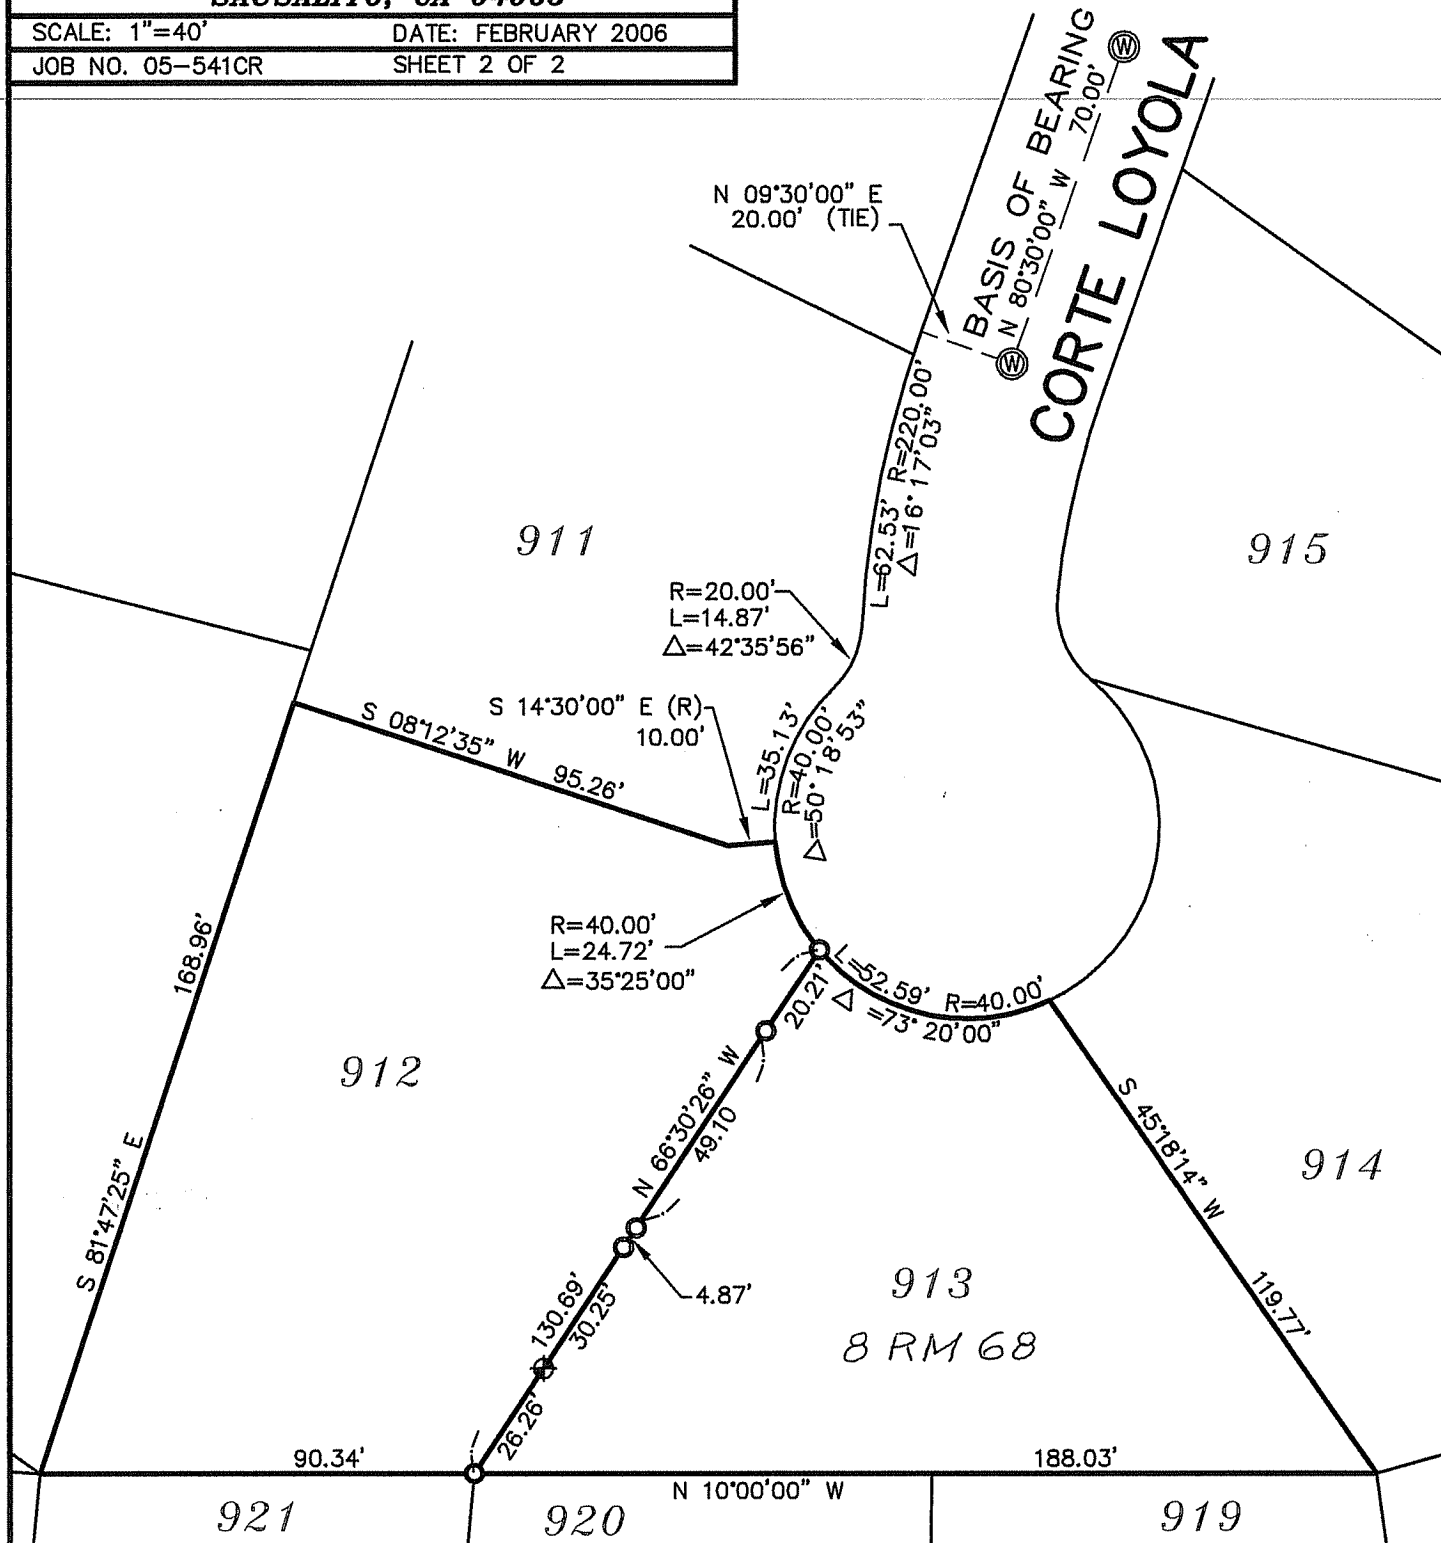 SCALE: 1"=40' DATE: FEBRUARY 2006
JOB NO. 05-541CR SHEET 2 OF 2
BASIS OF BEARING
N 80°30'00" W 70.00'
W
W
CORTE LOYOLA
N 09°30'00" E
20.00' (TIE)
L=62.53' R=220.00'
△=16°17'03"
911
915
R=20.00'
L=14.87'
△=42°35'56"
S 14°30'00" E (R)
10.00'
S 08°12'35" W 95.26'
L=35.13'
R=40.00'
△=50°18'53"
168.96'
S 81°47'25" E
R=40.00'
L=24.72'
△=35°25'00"
L=52.59' R=40.00'
△=73°20'00"
20.21'
912
N 66°30'26" W
49.10
S 45°18'14" W
119.77'
914
4.87'
913
8 RM 68
130.69'
30.25'
26.26'
90.34'
188.03'
N 10°00'00" W
921
920
919